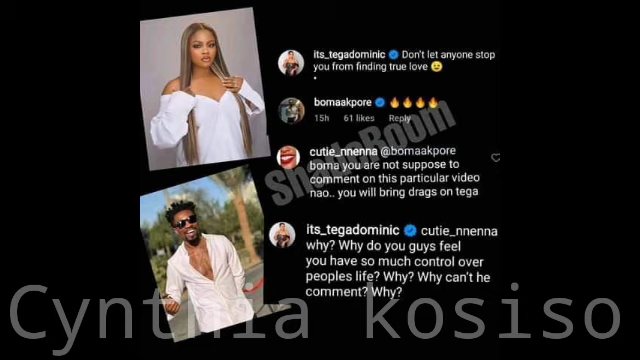 its_tegadominic Don't let anyone stop
you from finding true love 😉
bomaakpore 🔥🔥🔥🔥
15h 61 likes Reply
cutie_nnenna @bomaakpore
boma you are not suppose to
comment on this particular video
nao.. you will bring drags on tega
ShadeRoom
its_tegadominic cutie_nnenna
why? Why do you guys feel
you have so much control over
peoples life? Why? Why can't he
comment? Why?
Cynthia kosiso